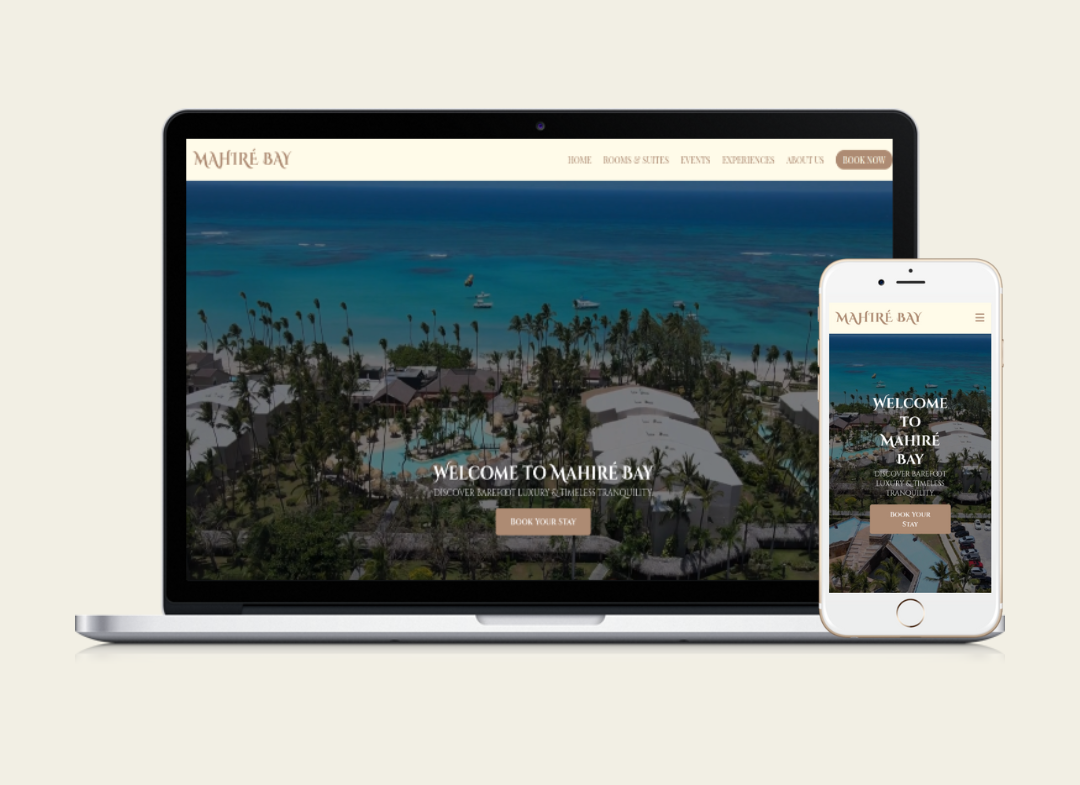 MAHIRÉ BAY
HOME ROOMS & SUITES EVENTS EXPERIENCES ABOUT US BOOK NOW
WELCOME TO MAHIRÉ BAY
DISCOVER BAREFOOT LUXURY & TIMELESS TRANQUILITY.
BOOK YOUR STAY
MAHIRÉ BAY
WELCOME
TO
MAHIRÉ
BAY
DISCOVER BAREFOOT
LUXURY & TIMELESS
TRANQUILITY.
BOOK YOUR
STAY